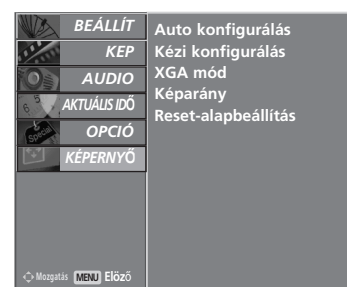 BEÁLLÍT
KEP
AUDIO
AKTUÁLIS IDŐ
OPCIÓ
KÉPERNYŐ
Auto konfigurálás
Kézi konfigurálás
XGA mód
Képarány
Reset-alapbeállítás
Mozgatás MENU Előző